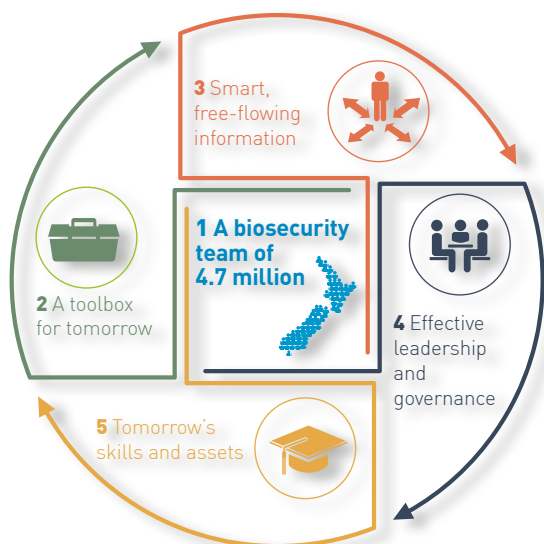 1 A biosecurity
team of
4.7 million
2 A toolbox
for tomorrow
3 Smart,
free-flowing
information
4 Effective
leadership
and
governance
5 Tomorrow’s
skills and assets